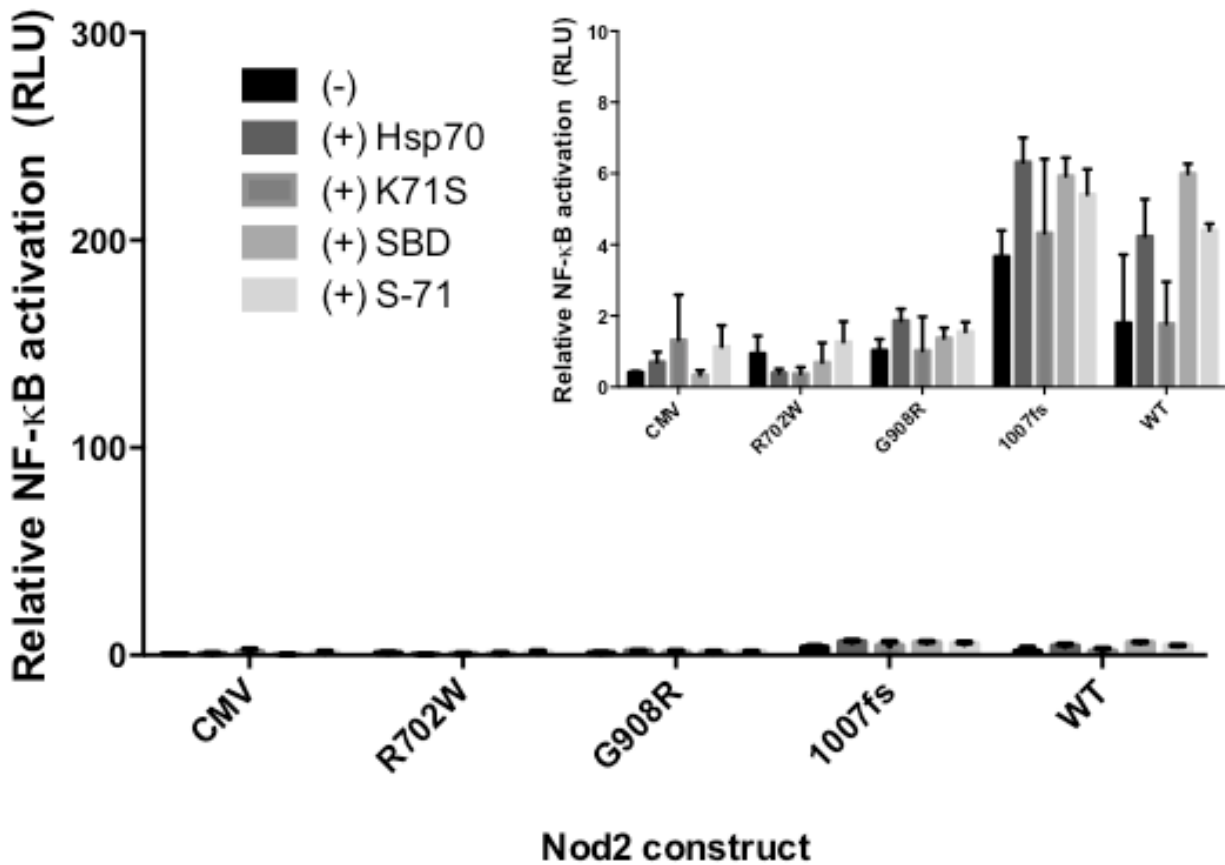 Relative NF-κB activation (RLU)
300
200
100
0
(-)
(+) Hsp70
(+) K71S
(+) SBD
(+) S-71
CMV
R702W
G908R
1007fs
WT
Nod2 construct
Relative NF-κB activation (RLU)
10
8
6
4
2
0
CMV
R702W
G908R
1007fs
WT